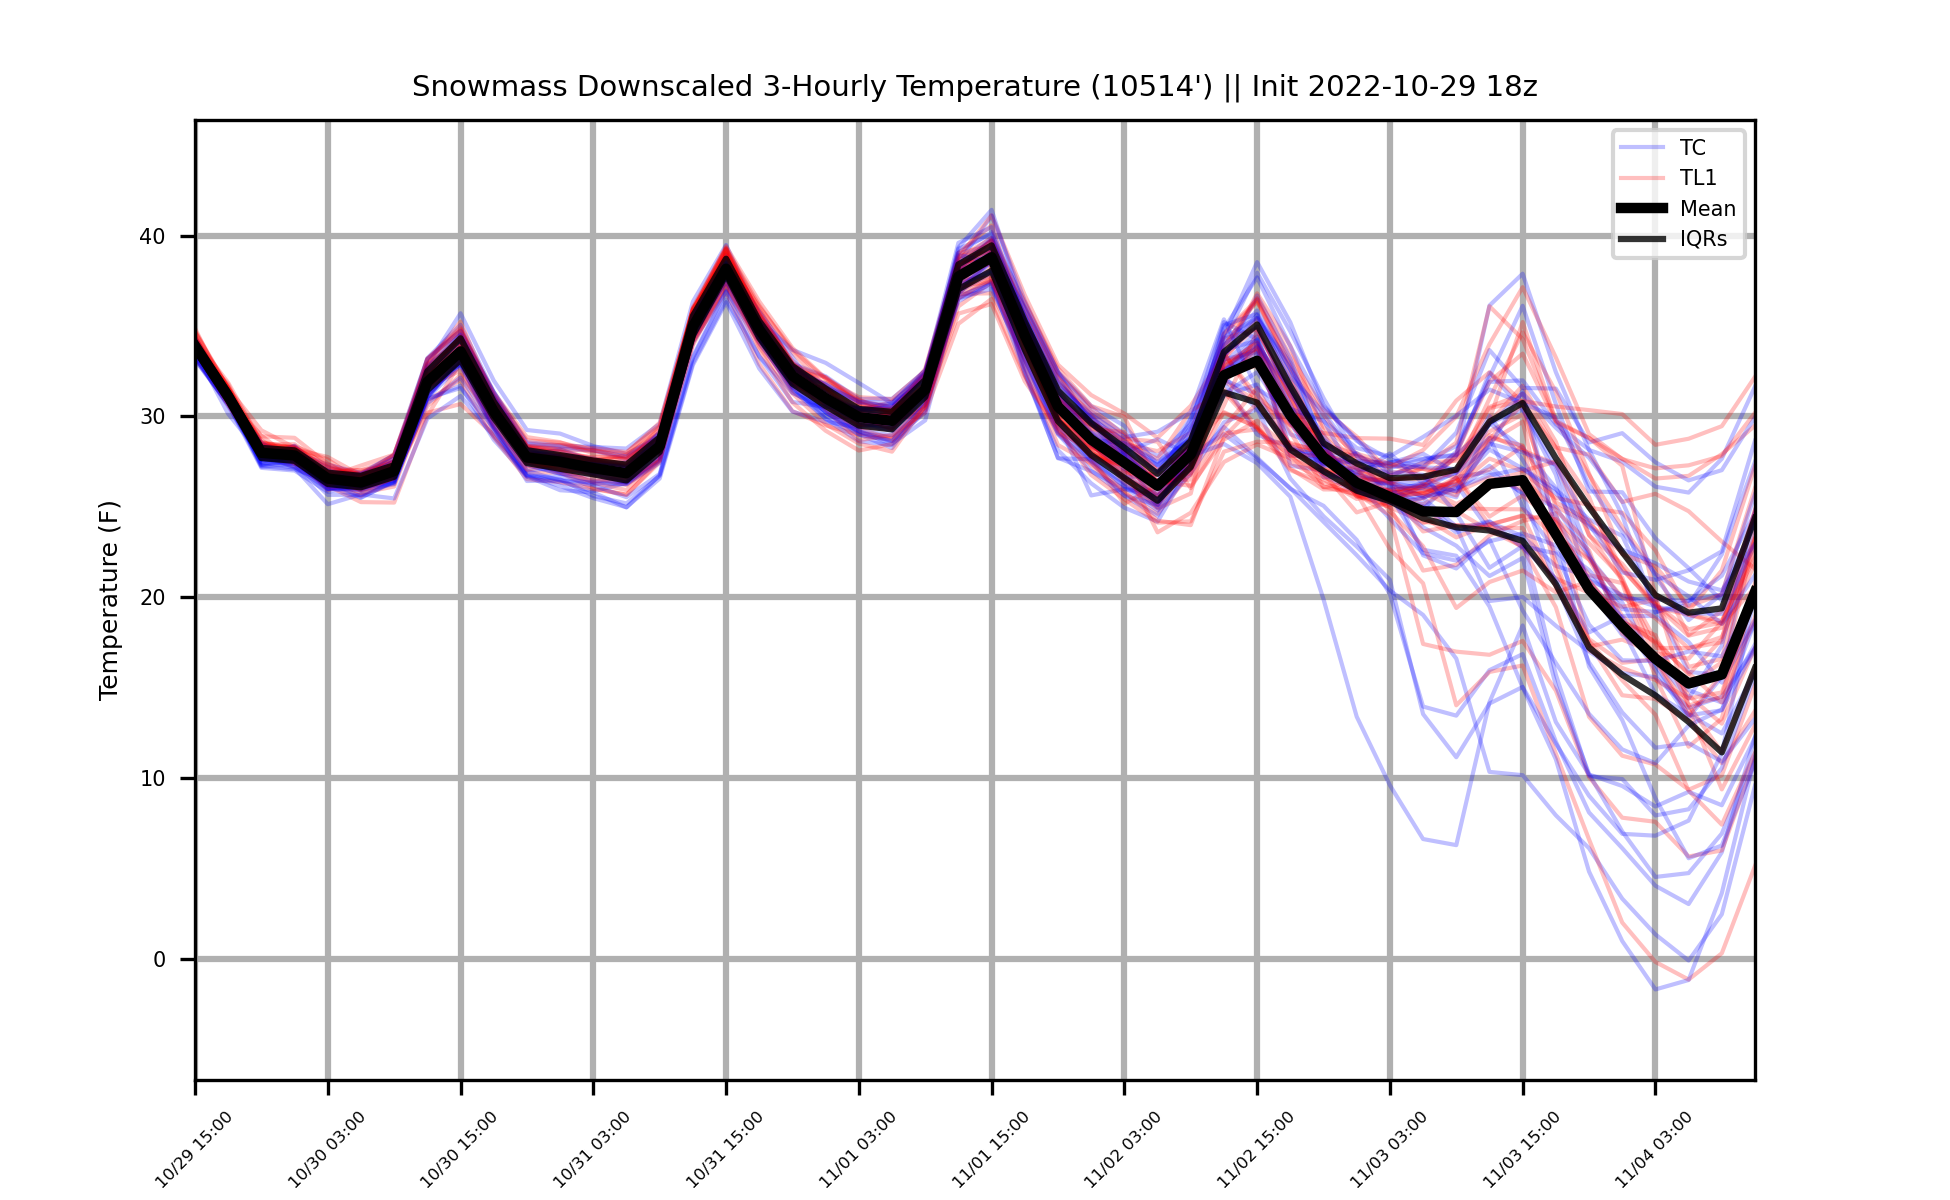 Snowmass Downscaled 3-Hourly Temperature (10514') || Init 2022-10-29 18z
TC
TL1
Mean
IQRs
Temperature (F)
40
30
20
10
0
10/29 15:00
10/30 03:00
10/30 15:00
10/31 03:00
10/31 15:00
11/01 03:00
11/01 15:00
11/02 03:00
11/02 15:00
11/03 03:00
11/03 15:00
11/04 03:00